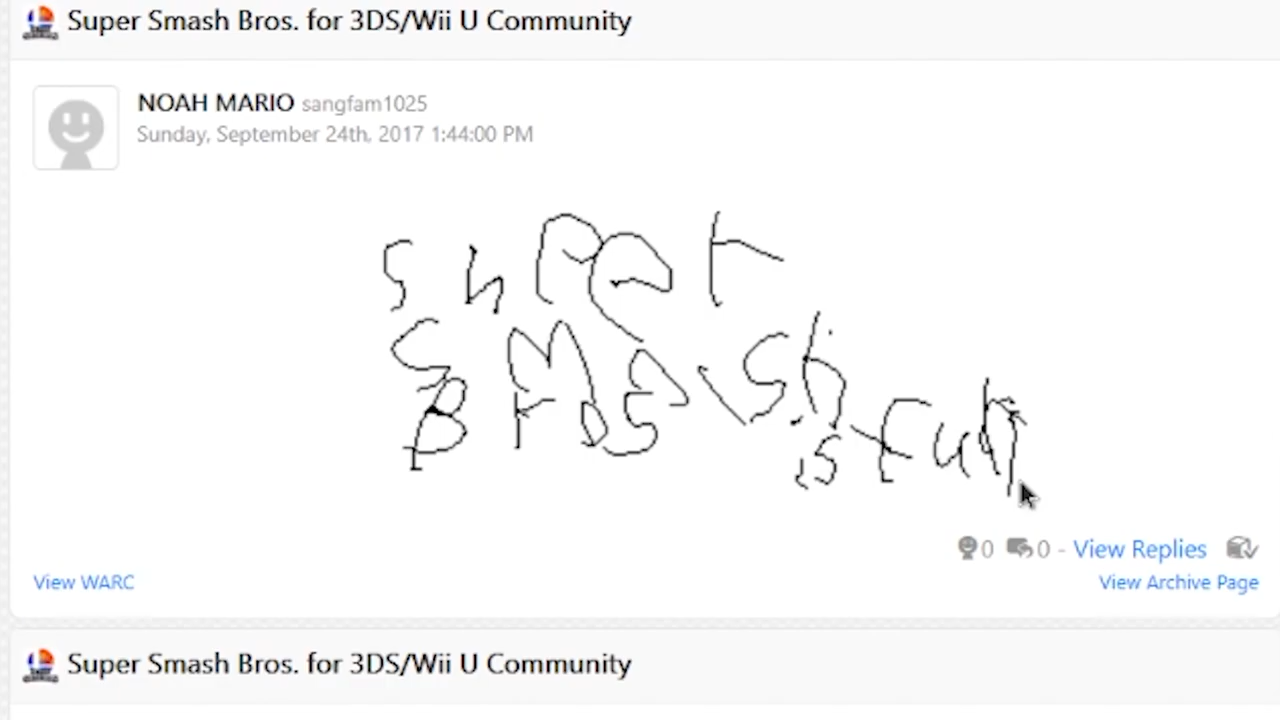 Super Smash Bros. for 3DS/Wii U Community
NOAH MARIO sangfam1025
Sunday, September 24th, 2017 1:44:00 PM
SuPer
SMaSh
BroS is Fun
0 0 - View Replies
View WARC
View Archive Page
Super Smash Bros. for 3DS/Wii U Community